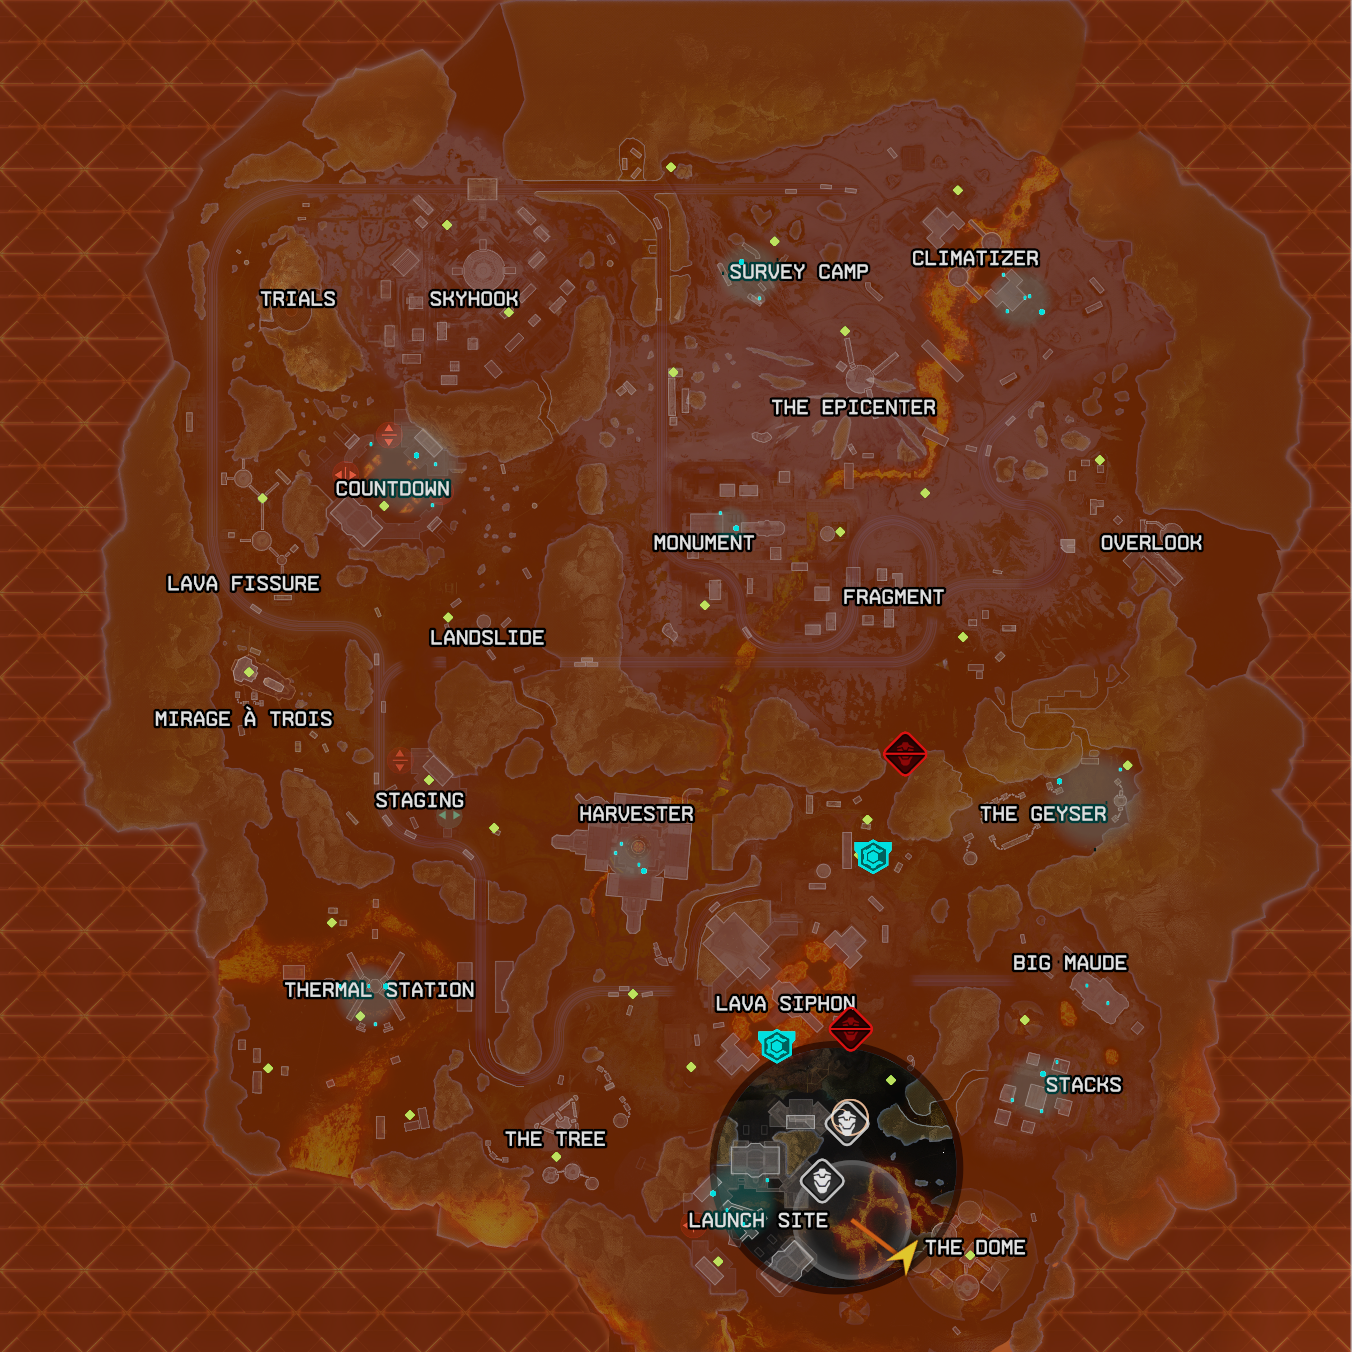 CLIMATIZER
SURVEY CAMP
TRIALS
SKYHOOK
THE EPICENTER
COUNTDOWN
MONUMENT
OVERLOOK
LAVA FISSURE
FRAGMENT
LANDSLIDE
MIRAGE À TROIS
STAGING
HARVESTER
THE GEYSER
BIG MAUDE
THERMAL STATION
LAVA SIPHON
STACKS
THE TREE
LAUNCH SITE
THE DOME